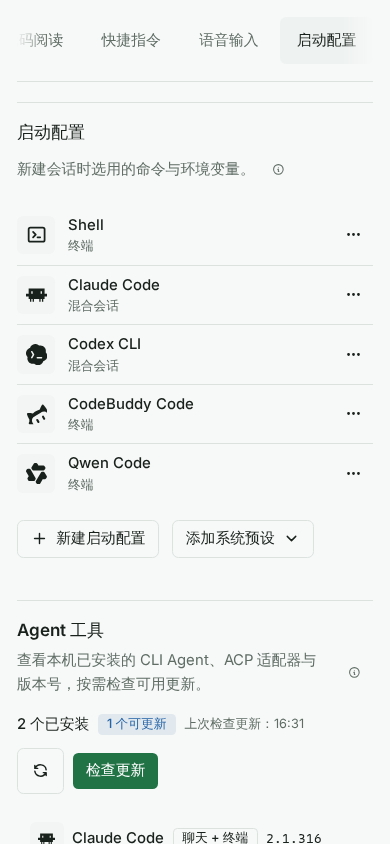 码阅读 快捷指令 语音输入 启动配置
启动配置
新建会话时选用的命令与环境变量。
Shell
终端
Claude Code
混合会话
Codex CLI
混合会话
CodeBuddy Code
终端
Qwen Code
终端
新建启动配置 添加系统预设
Agent 工具
查看本机已安装的 CLI Agent、ACP 适配器与
版本号，按需检查可用更新。
2 个已安装 1 个可更新 上次检查更新：16:31
检查更新
Claude Code 聊天 + 终端 2.1.316